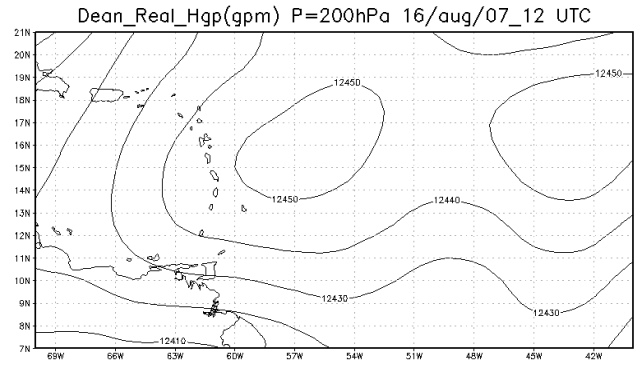 Dean_Real_Hgp(gpm) P=200hPa 16/aug/07_12 UTC
21N
20N
19N
18N
17N
16N
15N
14N
13N
12N
11N
10N
9N
8N
7N
12450
12450
12450
12440
12430
12430
12410
69W 66W 63W 60W 57W 54W 51W 48W 45W 42W